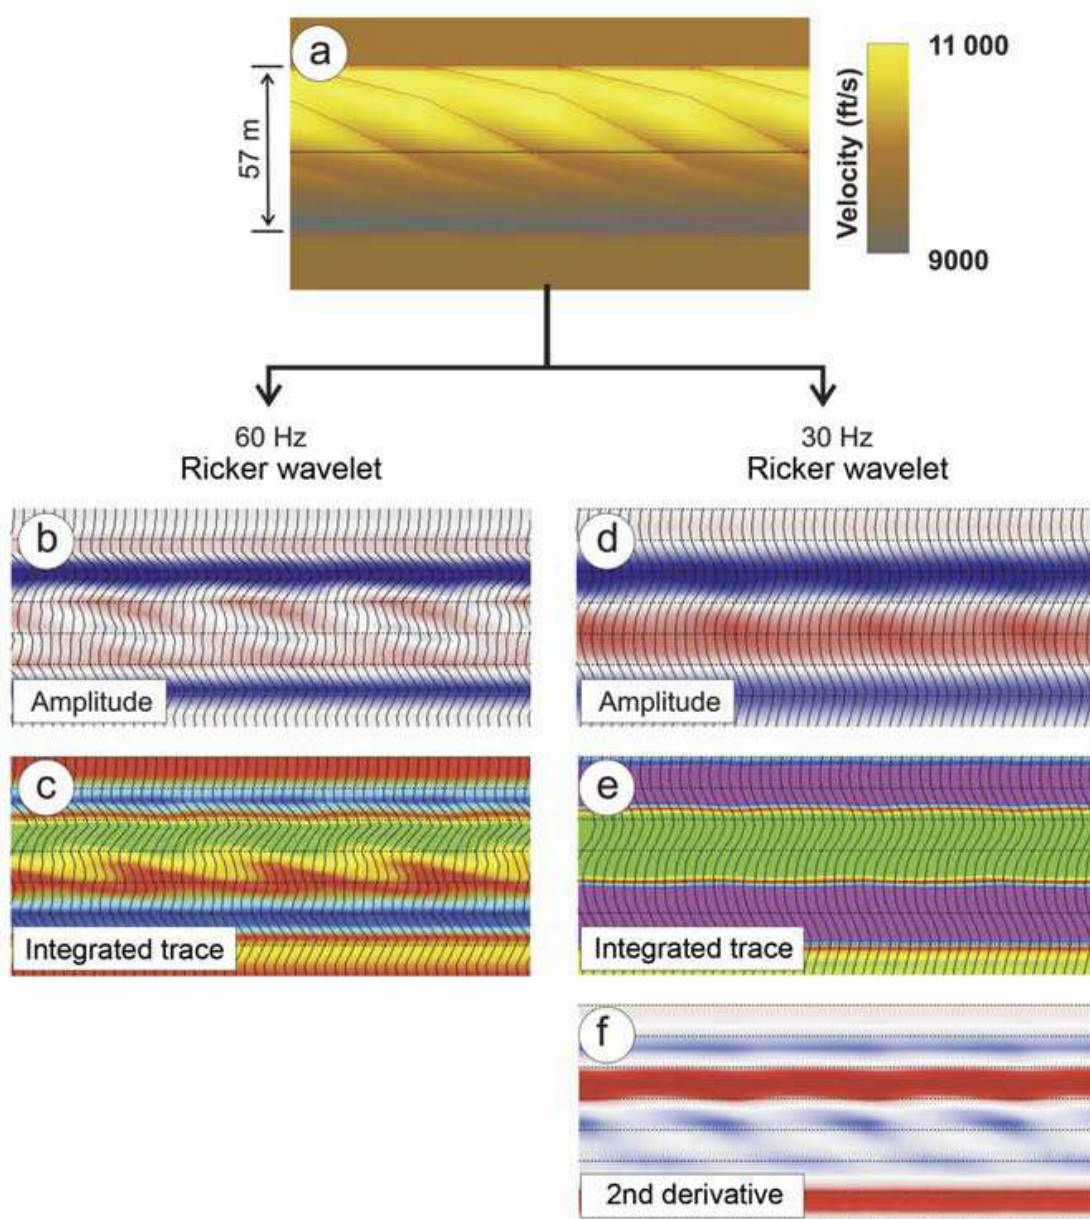 a
57 m
Velocity (ft/s)
11 000
9000
60 Hz
Ricker wavelet
30 Hz
Ricker wavelet
b
Amplitude
d
Amplitude
c
Integrated trace
e
Integrated trace
f
2nd derivative